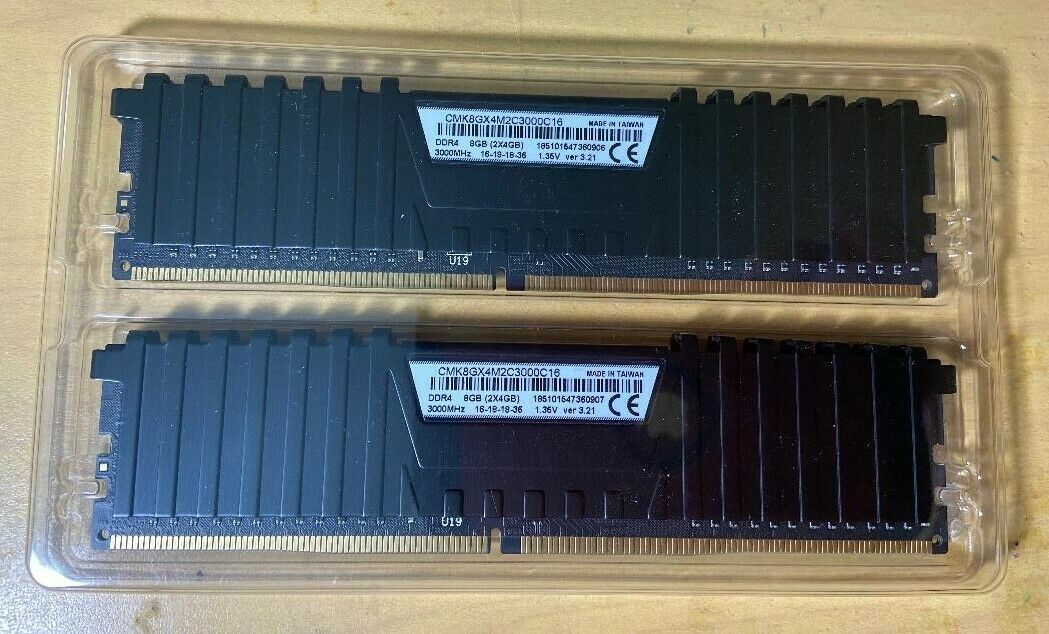 CMK8GX4M2C3000C16 MADE IN TAIWAN
DDR4 8GB (2X4GB) 185101547360906
3000MHz 16-18-18-36 1.35V ver 3.21 CE
U19
CMK8GX4M2C3000C16 MADE IN TAIWAN
DDR4 8GB (2X4GB) 185101547360907
3000MHz 16-18-18-36 1.35V ver 3.21 CE
U19